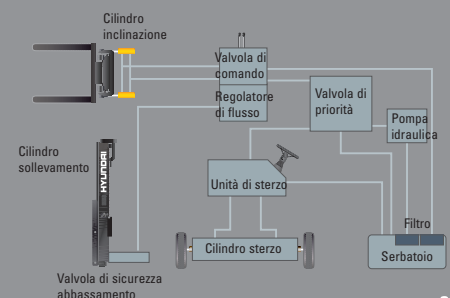 Cilindro
inclinazione
Valvola di
comando
Regolatore
di flusso
Valvola di
priorità
Pompa
idraulica
Cilindro
sollevamento
HYUNDAI
Unità di sterzo
Cilindro sterzo
Filtro
Serbatoio
Valvola di sicurezza
abbassamento